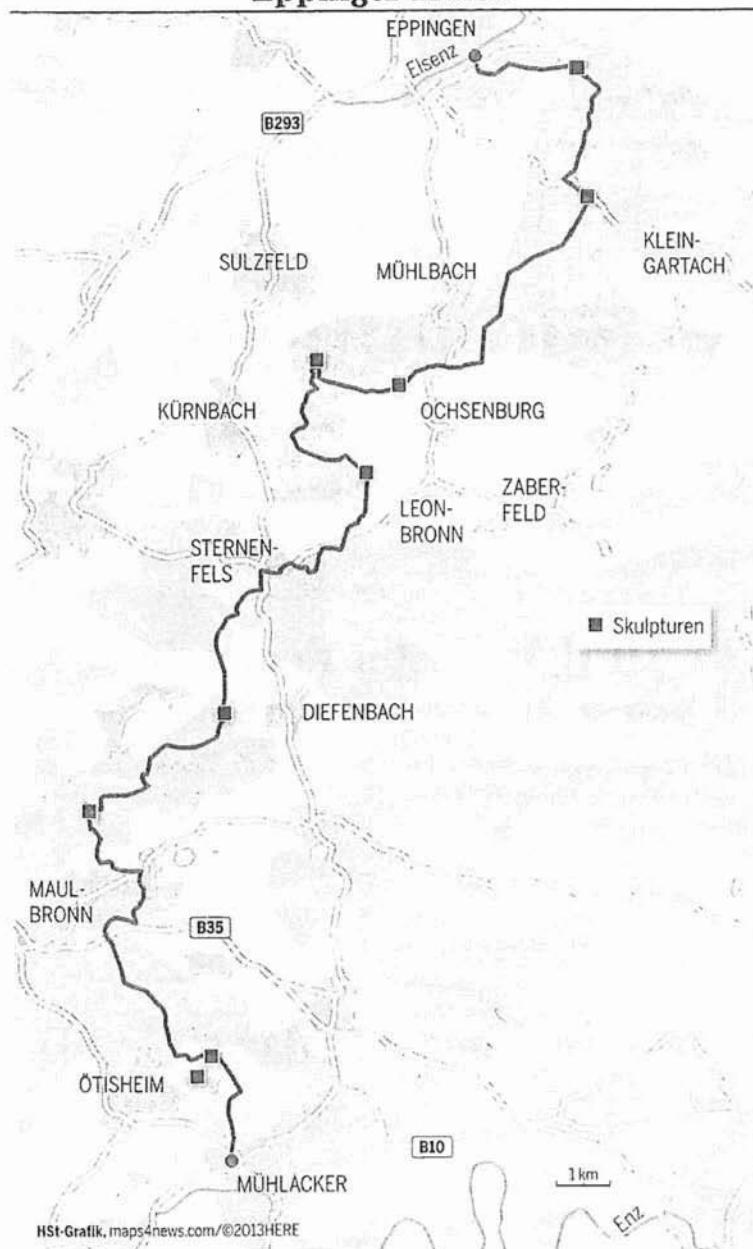 EPPINGEN
Elsenz
B293
KLEIN-
GARTACH
SULZFELD
MÜHLBACH
KÜRNBACH
OCHSENBURG
ZABER-
FELD
LEON-
BRONN
STERNEN-
FELS
Skulpturen
DIEFENBACH
MAUL-
BRONN
B35
ÖTISHEIM
B10
MÜHLACKER
1 km
Enz
HSt-Grafik, maps4news.com/©2013HERE